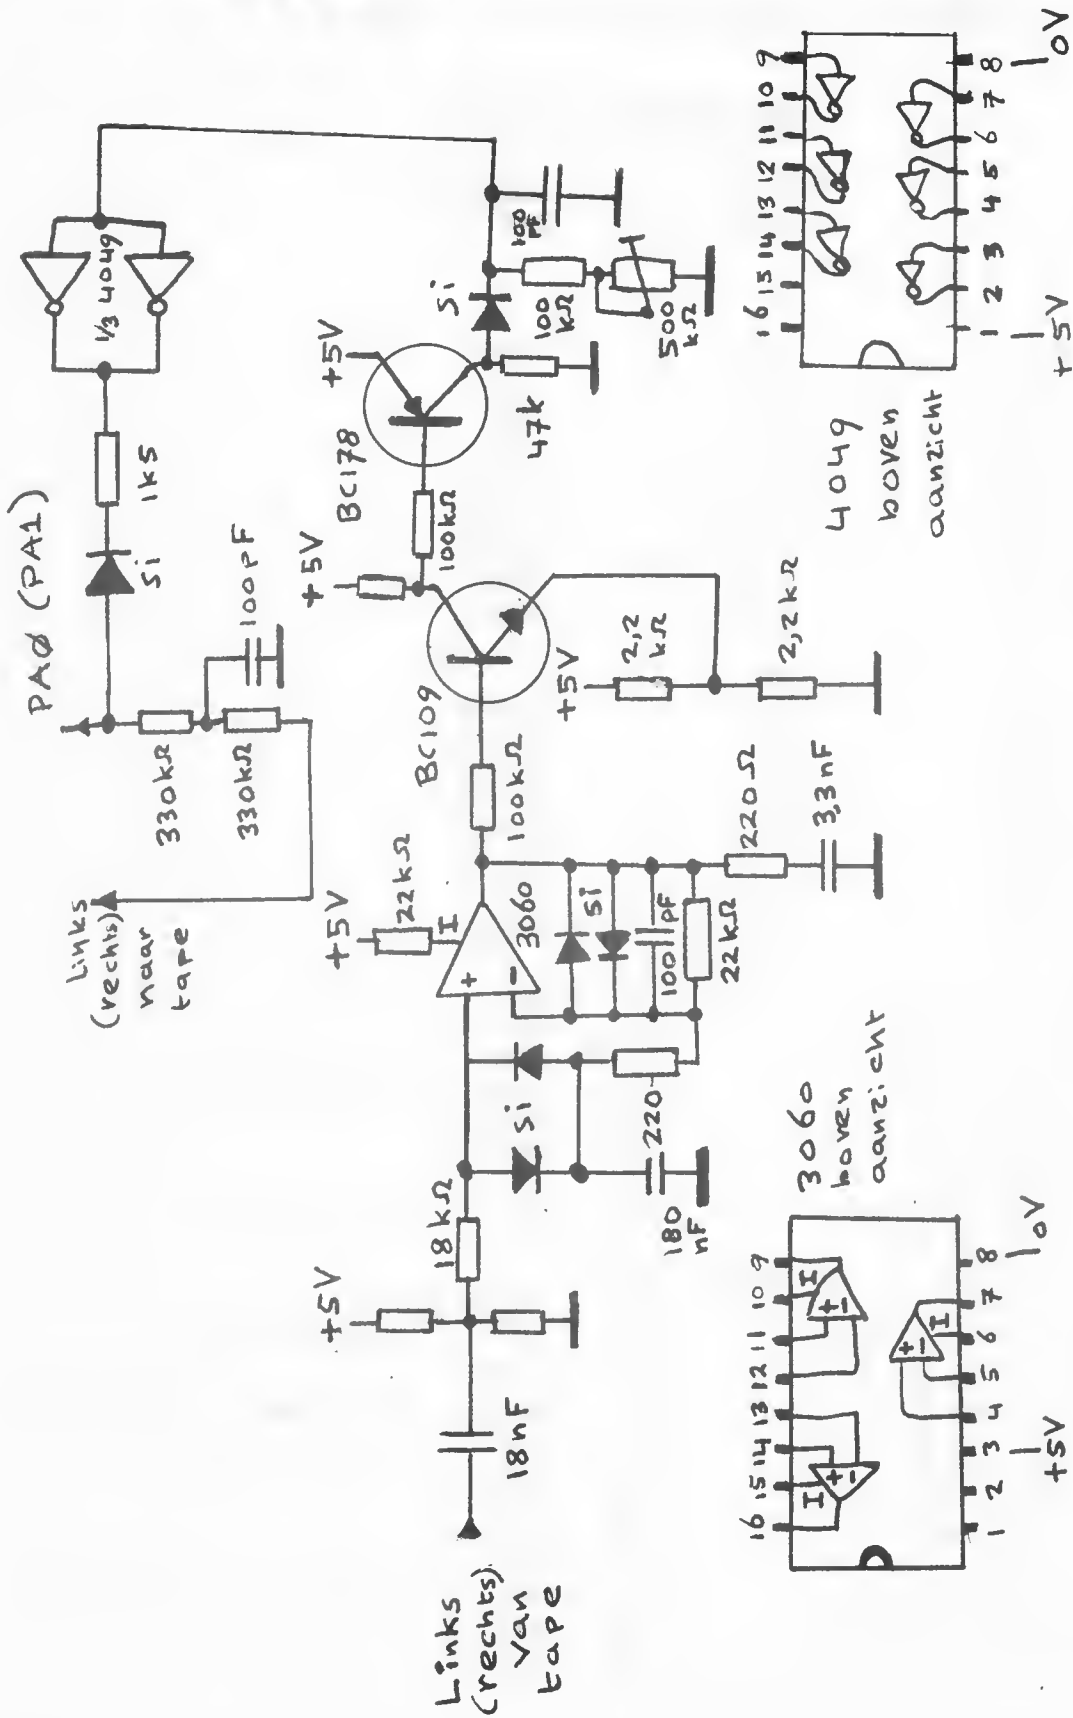 PAØ (PA1)
Links
(rechts)
naar
tape
330kΩ
330kΩ
100pF
Si
1k5
1/3 4049
Links
(rechts)
van
tape
18nF
+5V
18kΩ
Si
180
nF
220
+5V
22kΩ
I
+
-
3060
Si
100
pF
22kΩ
220Ω
3,3nF
100kΩ
BC109
+5V
+5V
2,2
kΩ
2,2kΩ
100kΩ
BC178
+5V
47k
Si
100
kΩ
500
kΩ
100
pF
3060
boven
aanzicht
16 15 14 13 12 11 10 9
I
+
-
I
+
-
I
+
-
1 2 3 4 5 6 7 8
+5V
0V
4049
boven
aanzicht
16 15 14 13 12 11 10 9
1 2 3 4 5 6 7 8
+5V
0V